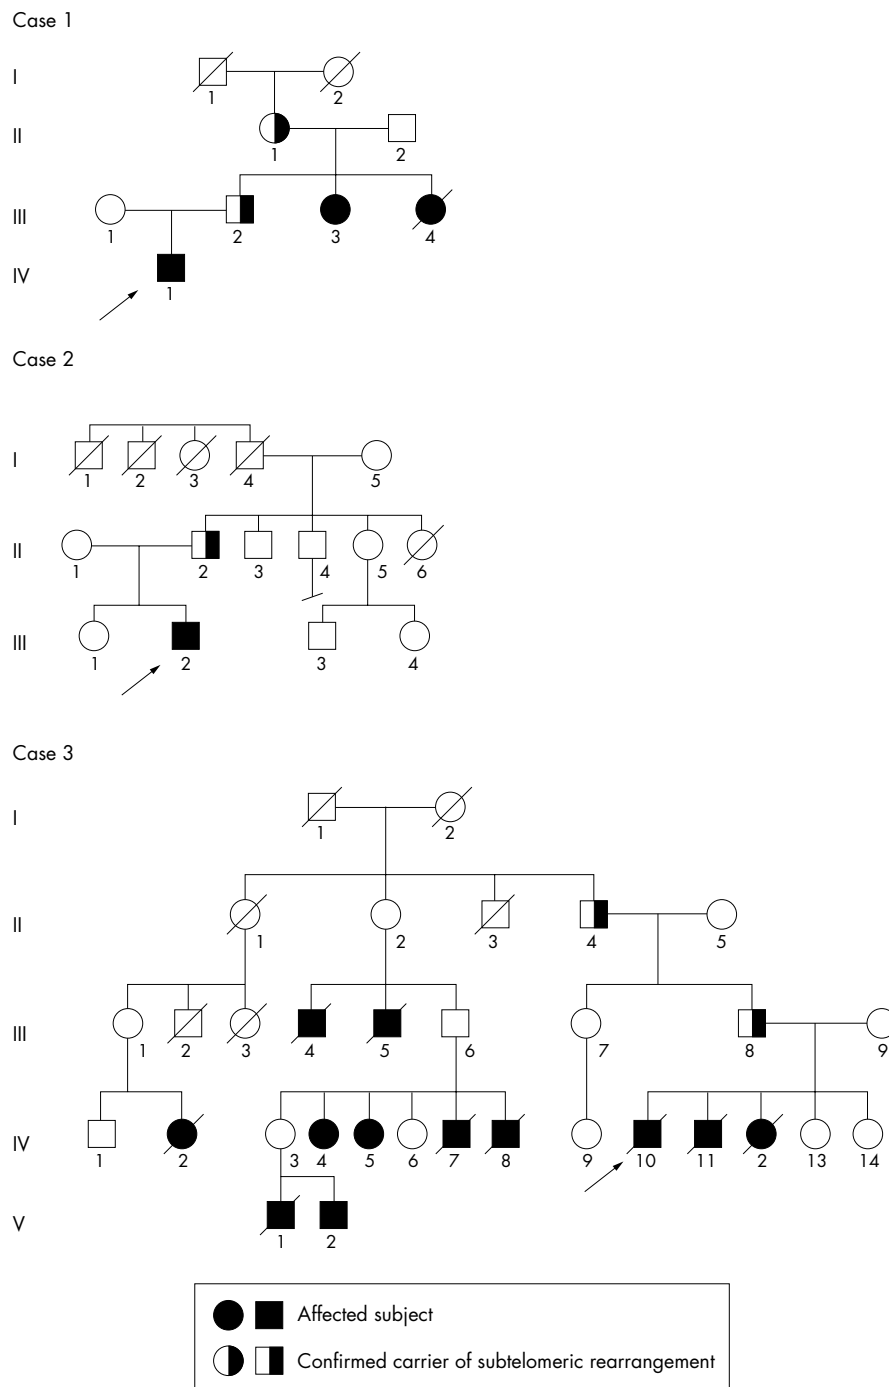 Case 1
I
1 2
II
1 2
III
1 2 3 4
IV
1
Case 2
I
1 2 3 4 5
II
1 2 3 4 5 6
III
1 2 3 4
Case 3
I
1 2
II
1 2 3 4 5
III
1 2 3 4 5 6 7 8 9
IV
1 2 3 4 5 6 7 8 9 10 11 2 13 14
V
1 2
Affected subject
Confirmed carrier of subtelomeric rearrangement